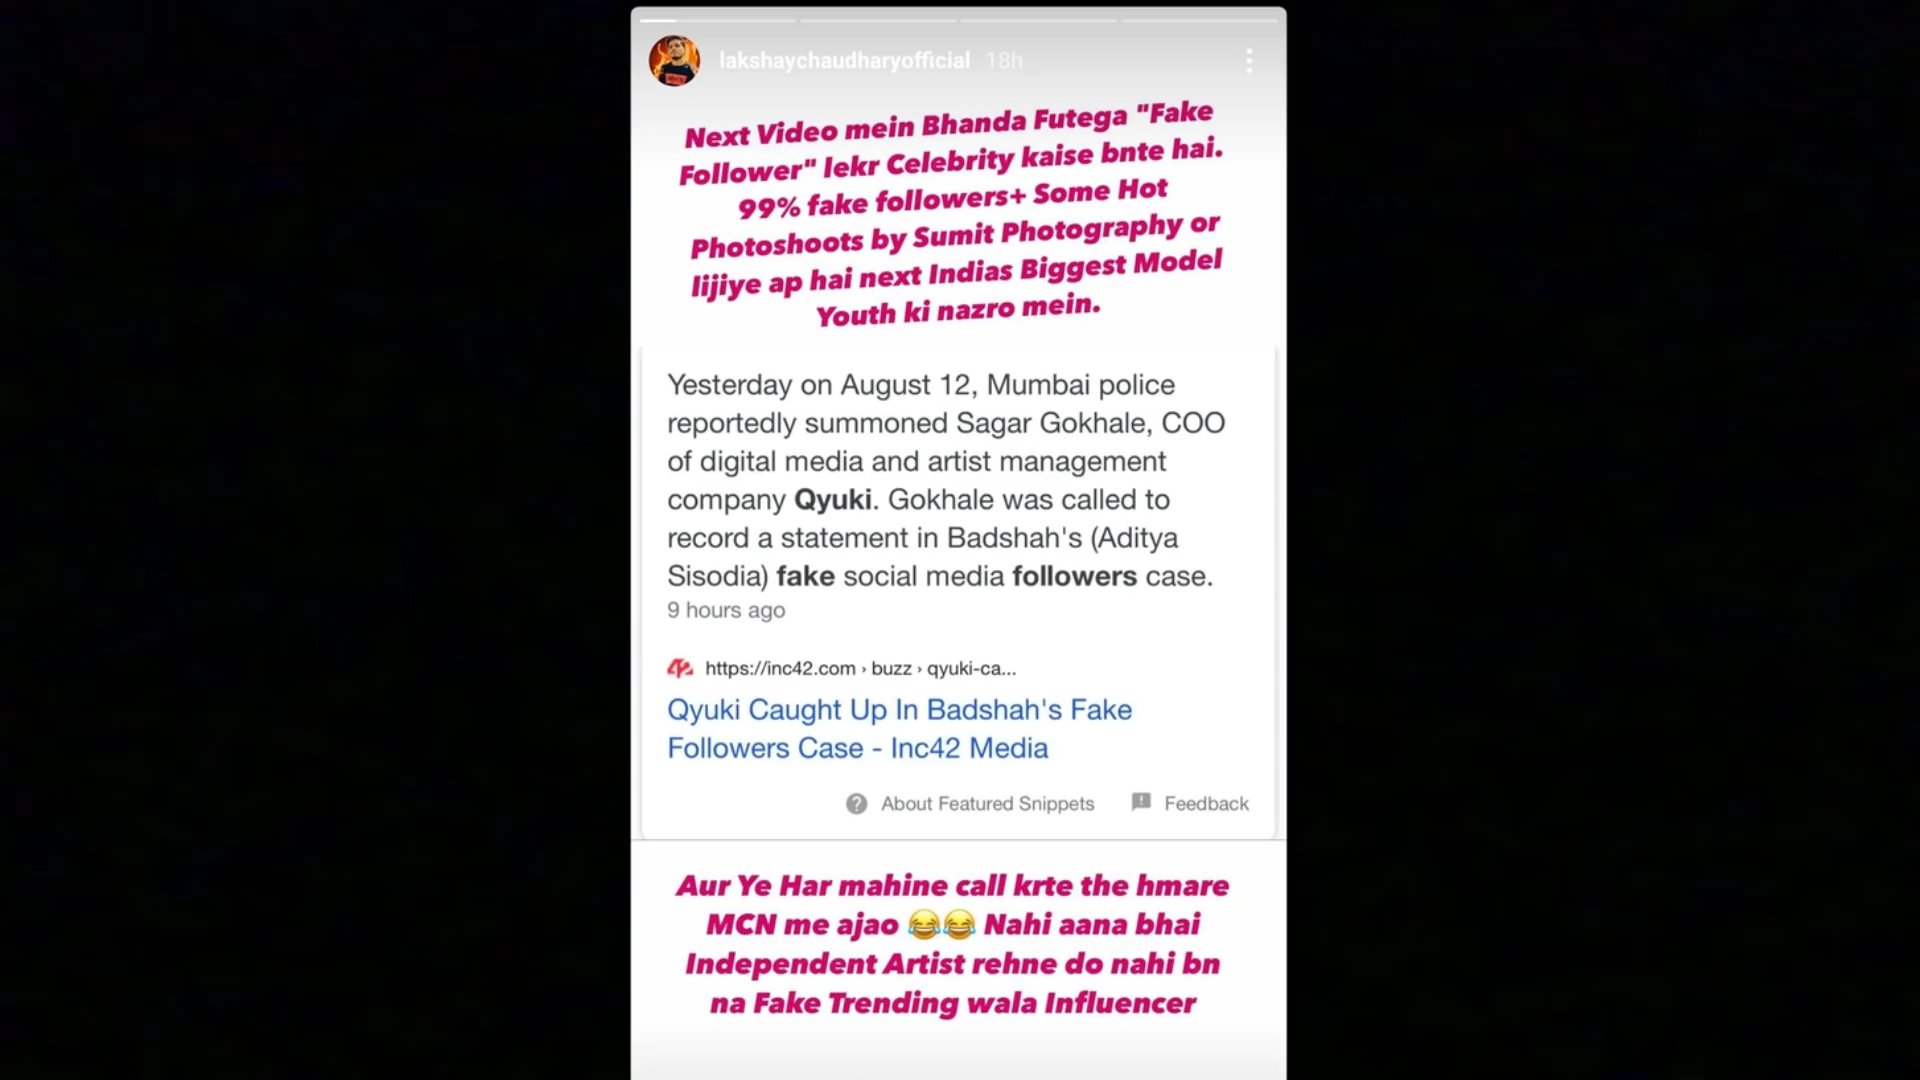 lakshaychaudharyofficial 18h
Next Video mein Bhanda Futega "Fake
Follower" lekr Celebrity kaise bnte hai.
99% fake followers+ Some Hot
Photoshoots by Sumit Photography or
lijiye ap hai next Indias Biggest Model
Youth ki nazro mein.
Yesterday on August 12, Mumbai police
reportedly summoned Sagar Gokhale, COO
of digital media and artist management
company Qyuki. Gokhale was called to
record a statement in Badshah's (Aditya
Sisodia) fake social media followers case.
9 hours ago
https://inc42.com › buzz › qyuki-ca...
Qyuki Caught Up In Badshah's Fake
Followers Case - Inc42 Media
About Featured Snippets Feedback
Aur Ye Har mahine call krte the hmare
MCN me ajao 😂😂 Nahi aana bhai
Independent Artist rehne do nahi bn
na Fake Trending wala Influencer